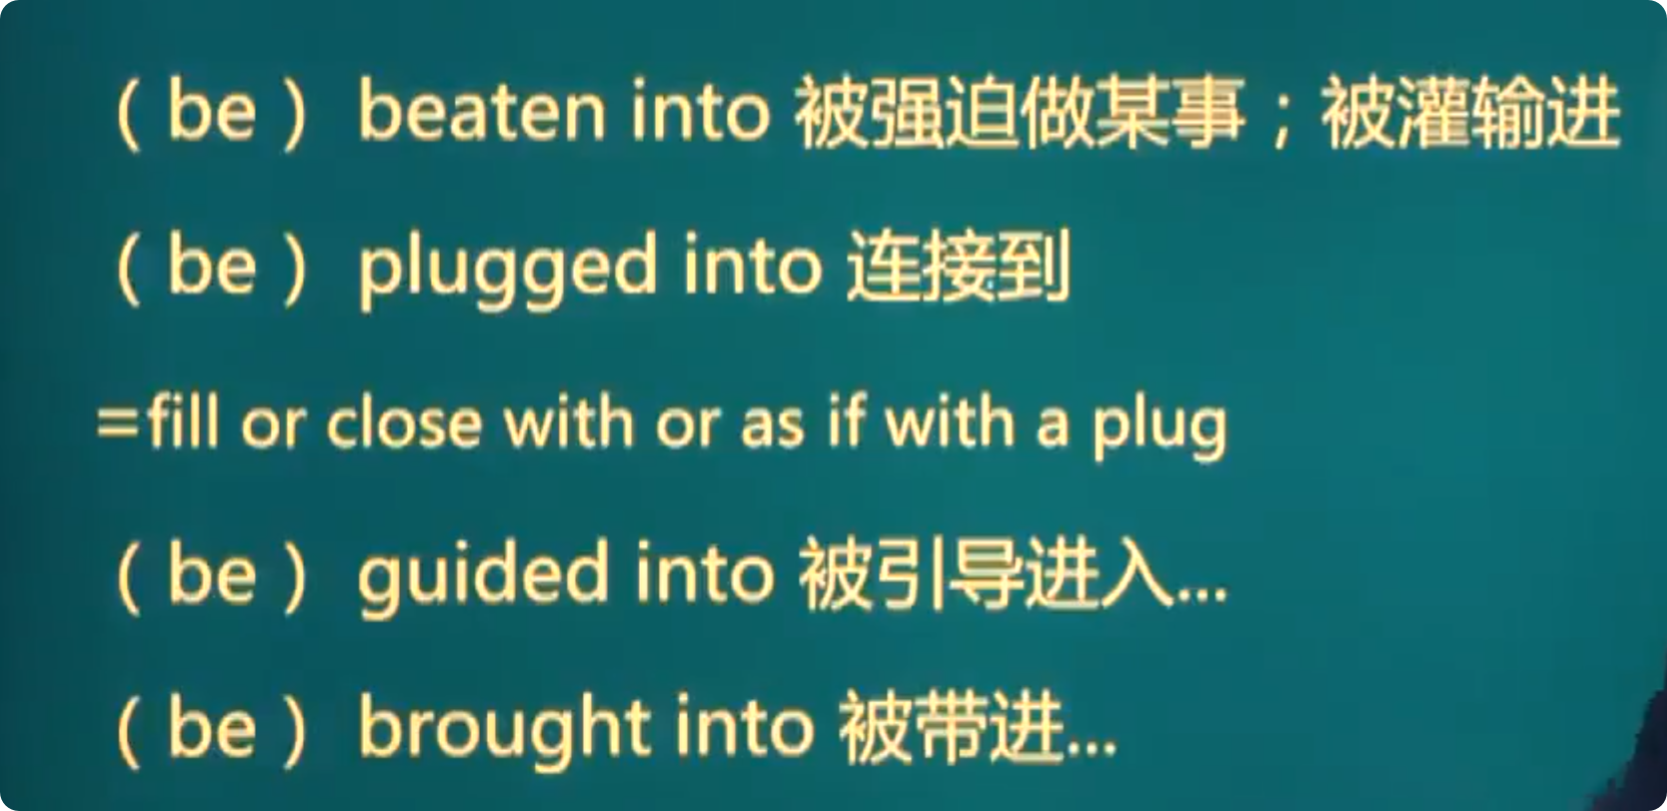 （be） beaten into 被强迫做某事；被灌输进
（be） plugged into 连接到
=fill or close with or as if with a plug
（be） guided into 被引导进入...
（be） brought into 被带进...